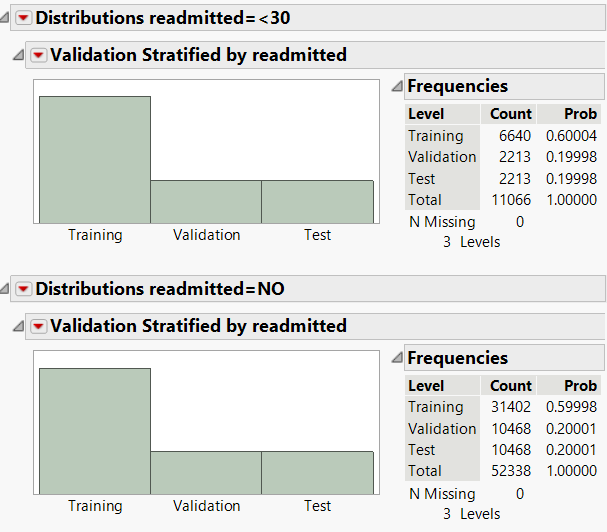 Distributions readmitted=<30
Validation Stratified by readmitted
Training Validation Test
Frequencies
Level Count Prob
Training 6640 0.60004
Validation 2213 0.19998
Test 2213 0.19998
Total 11066 1.00000
N Missing 0
3 Levels
Distributions readmitted=NO
Validation Stratified by readmitted
Training Validation Test
Frequencies
Level Count Prob
Training 31402 0.59998
Validation 10468 0.20001
Test 10468 0.20001
Total 52338 1.00000
N Missing 0
3 Levels